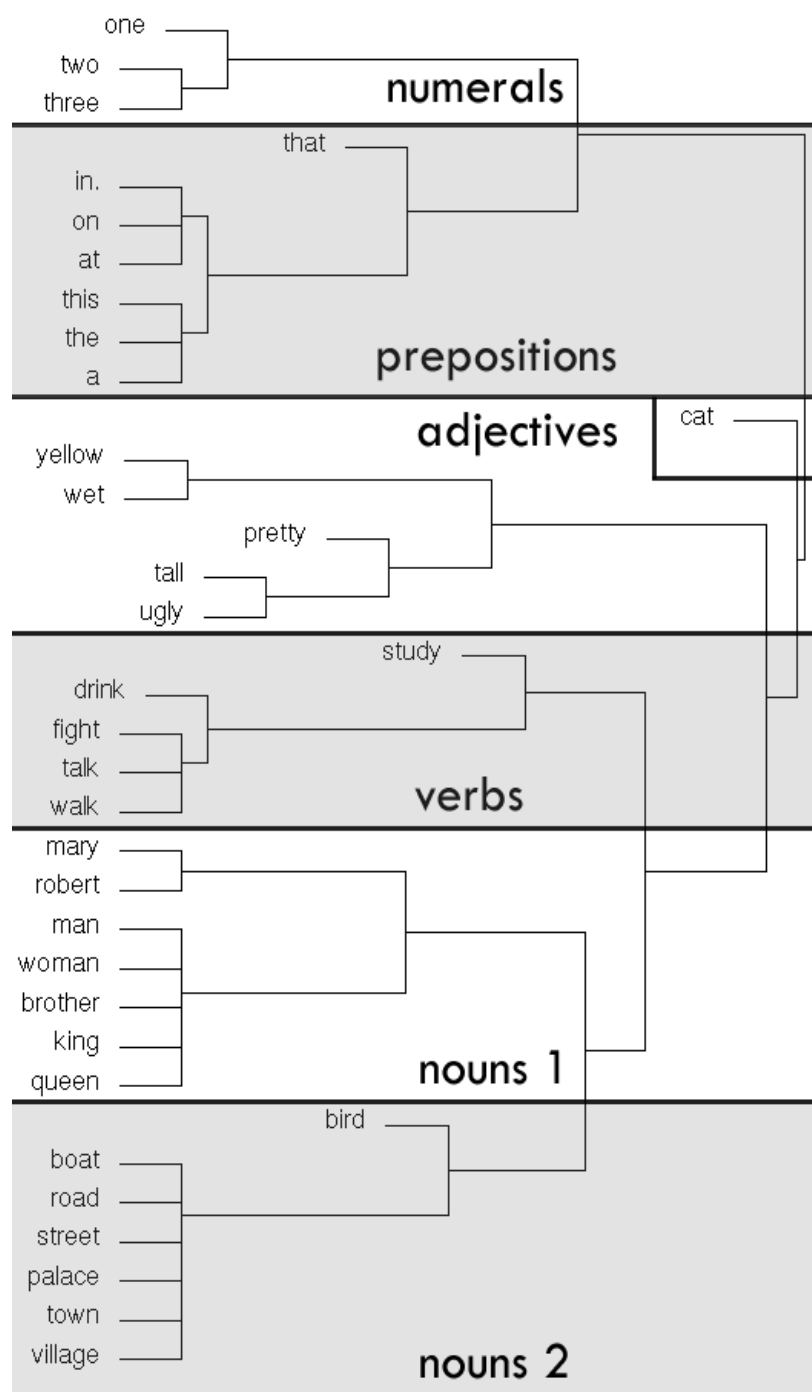 one
two
three
numerals
that
in.
on
at
this
the
a
prepositions
adjectives
cat
yellow
wet
pretty
tall
ugly
study
drink
fight
talk
walk
verbs
mary
robert
man
woman
brother
king
queen
nouns 1
bird
boat
road
street
palace
town
village
nouns 2